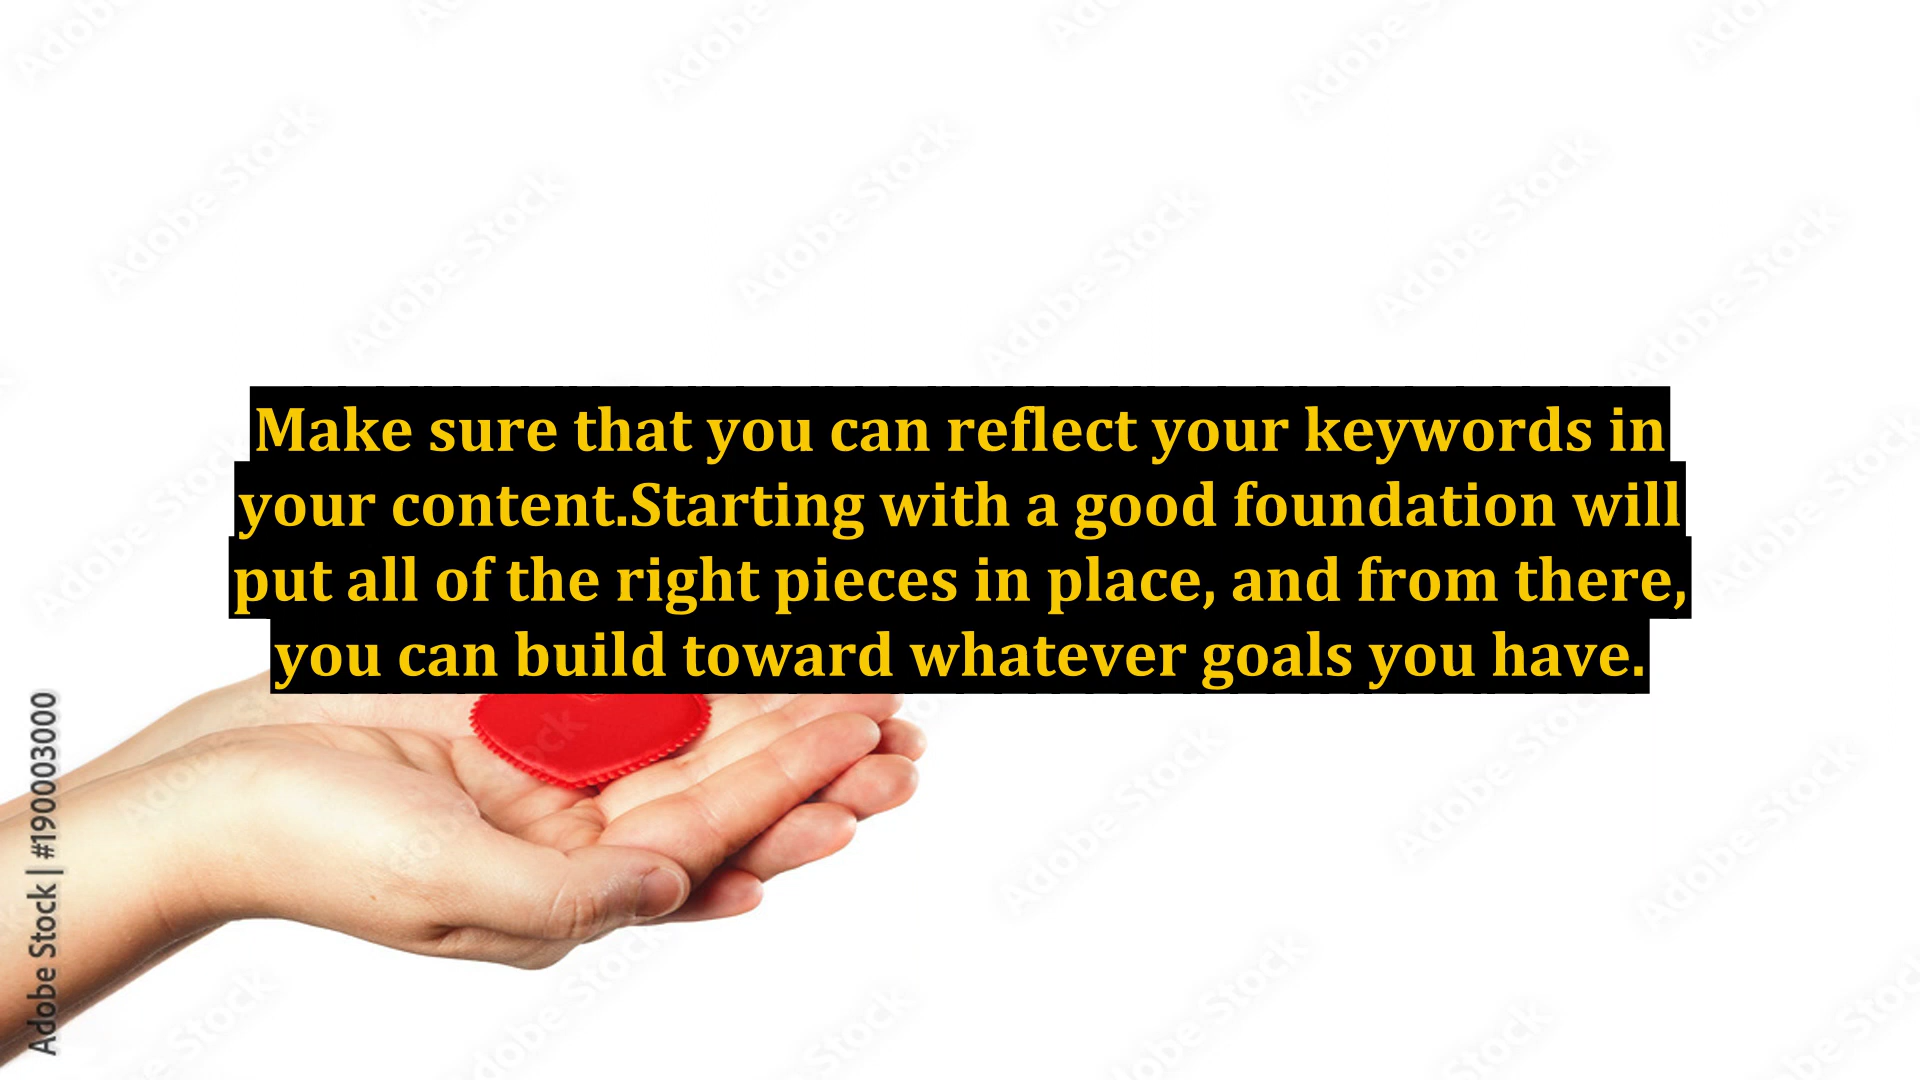 Make sure that you can reflect your keywords in
your content.Starting with a good foundation will
put all of the right pieces in place, and from there,
you can build toward whatever goals you have.
Adobe Stock | #190003000
Adobe Stock